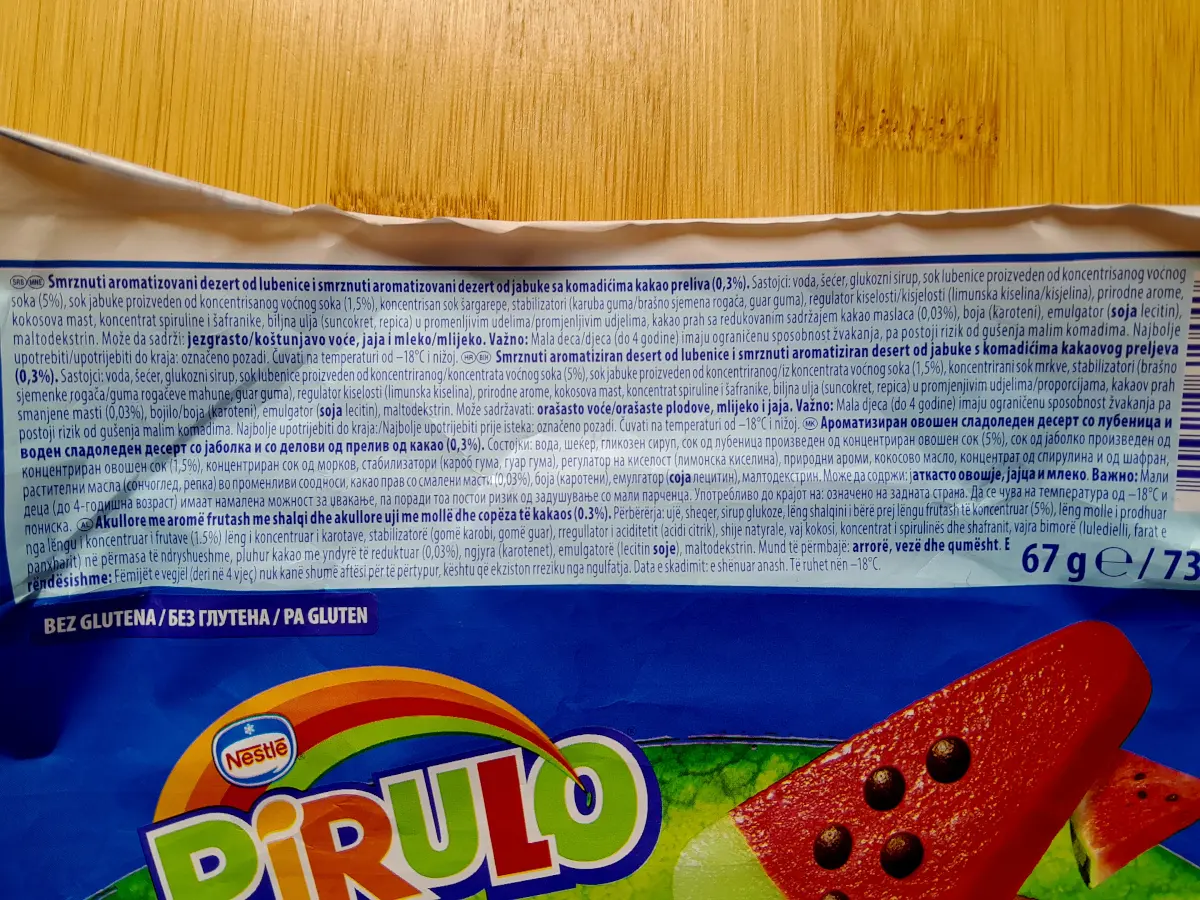 SRB MNE Smrznuti aromatizovani dezert od lubenice i smrznuti aromatizovani dezert od jabuke sa komadićima kakao preliva (0,3%). Sastojci: voda, šećer, glukozni sirup, sok lubenice proizveden od koncentrisanog voćnog
soka (5%), sok jabuke proizveden od koncentrisanog voćnog soka (1,5%), koncentrisan sok šargarepe, stabilizatori (karuba guma/brašno sjemena rogača, guar guma), regulator kiselosti/kisjelosti (limunska kiselina/kisjelina), prirodne arome,
kokosova mast, koncentrat spiruline i šafranike, biljna ulja (suncokret, repica) u promenljivim udelima/promjenljivim udjelima, kakao prah sa redukovanim sadržajem kakao maslaca (0,03%), boja (karoteni), emulgator (soja lecitin),
maltodekstrin. Može da sadrži: jezgrasto/koštunjavo voće, jaja i mleko/mlijeko. Važno: Mala deca/djeca (do 4 godine) imaju ograničenu sposobnost žvakanja, pa postoji rizik od gušenja malim komadima. Najbolje
upotrebiti/upotrijebiti do kraja: označeno pozadi. Čuvati na temperaturi od –18°C i nižoj. HR BIH Smrznuti aromatiziran desert od lubenice i smrznuti aromatiziran desert od jabuke s komadićima kakaovog preljeva
(0,3%). Sastojci: voda, šećer, glukozni sirup, sok lubenice proizveden od koncentriranog/koncentrata voćnog soka (5%), sok jabuke proizveden od koncentriranog/iz koncentrata voćnog soka (1,5%), koncentrirani sok mrkve, stabilizatori (brašno
sjemenke rogača/guma rogačeve mahune, guar guma), regulator kiselosti (limunska kiselina), prirodne arome, kokosova mast, koncentrat spiruline i šafranike, biljna ulja (suncokret, repica) u promjenjivim udjelima/proporcijama, kakaov prah
smanjene masti (0,03%), bojilo/boja (karoteni), emulgator (soja lecitin), maltodekstrin. Može sadržavati: orašasto voće/orašaste plodove, mlijeko i jaja. Važno: Mala djeca (do 4 godine) imaju ograničenu sposobnost žvakanja pa
postoji rizik od gušenja malim komadima. Najbolje upotrijebiti do kraja:/Najbolje upotrijebiti prije isteka: označeno pozadi. Čuvati na temperaturi od –18°C i nižoj. MK Ароматизиран овошен сладоледен десерт со лубеница и
воден сладоледен десерт со јаболка и со делови од прелив од какао (0,3%). Состојки: вода, шекер, гликозен сируп, сок од лубеница произведен од концентриран овошен сок (5%), сок од јаболко произведен од
концентриран овошен сок (1,5%), концентриран сок од морков, стабилизатори (кароб гума, гуар гума), регулатор на киселост (лимонска киселина), природни ароми, кокосово масло, концентрат од спирулина и од шафран,
растителни масла (сончоглед, репка) во променливи соодноси, какао прав со смалени масти (0,03%), боја (каротени), емулгатор (соја лецитин), малтодекстрин. Може да содржи: јаткасто овошје, јајца и млеко. Важно: Мали
деца (до 4-годишна возраст) имаат намалена можност за џвакање, па поради тоа постои ризик од задушување со мали парченца. Употребливо до крајот на: означено на задната страна. Да се чува на температура од –18°C и
пониска. AL Akullore me aromë frutash me shalqi dhe akullore uji me mollë dhe copëza të kakaos (0.3%). Përbërërja: ujë, sheqer, sirup glukoze, lëng shalqini i bërë prej lëngu frutash të koncentruar (5%), lëng molle i prodhuar
nga lëngu i koncentruar i frutave (1.5%) lëng i koncentruar i karotave, stabilizatorë (gomë karobi, gomë guar), rregullator i aciditetit (acidi citrik), shije natyrale, vaj kokosi, koncentrat i spirulinës dhe shafranit, vajra bimorë (luledielli, farat e
panxharit) në përmasa të ndryshueshme, pluhur kakao me yndyrë të reduktuar (0,03%), ngjyra (karotenet), emulgatorë (lecitin soje), maltodekstrin. Mund të përmbajë: arrorë, vezë dhe qumësht. E
rëndësishme: Fëmijët e vegjël (deri në 4 vjeç) nuk kanë shumë aftësi për të përtypur, kështu që ekziston rreziku nga ngulfatja. Data e skadimit: e shënuar anash. Të ruhet nën –18°C.
67 g ℮ / 73
BEZ GLUTENA / БЕЗ ГЛУТЕНА / PA GLUTEN
Nestlé
PIRULO